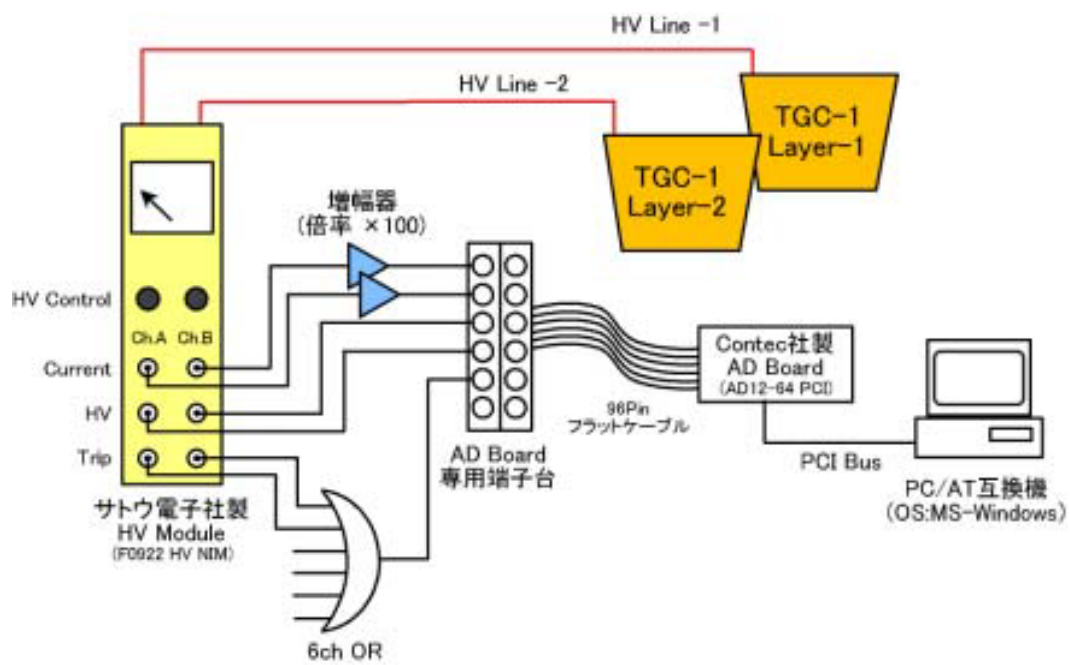 HV Line -1
HV Line -2
TGC-1
Layer-1
TGC-1
Layer-2
増幅器
(倍率 ×100)
HV Control
Ch.A Ch.B
Current
HV
Trip
サトウ電子社製
HV Module
(F0922 HV NIM)
6ch OR
AD Board
専用端子台
96Pin
フラットケーブル
Contec社製
AD Board
(AD12-64 PCI)
PCI Bus
PC/AT互換機
(OS:MS-Windows)